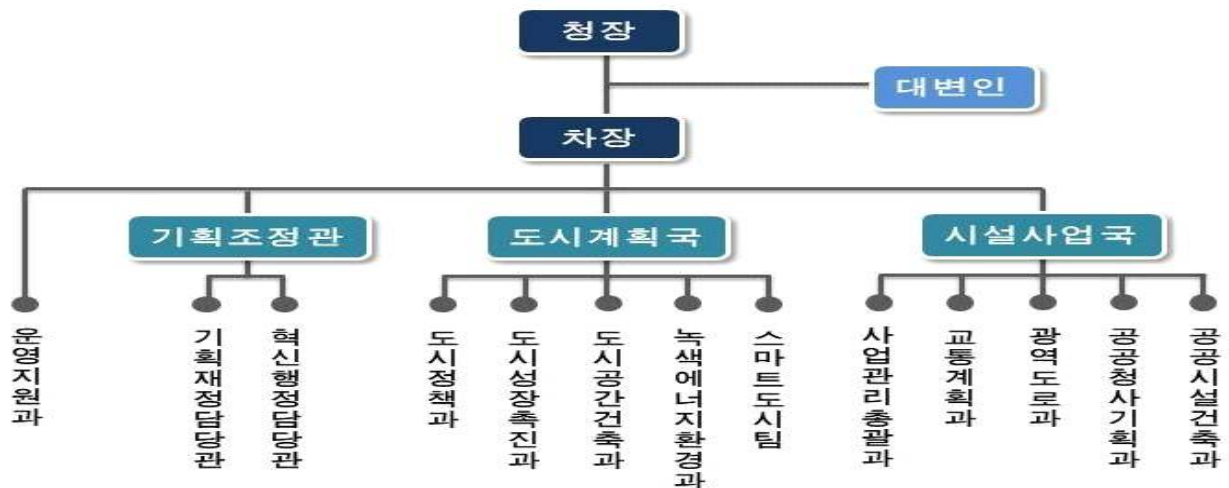 청장
대변인
차장
기획조정관
도시계획국
시설사업국
운영지원과
기획재정담당관
혁신행정담당관
도시정책과
도시성장촉진과
도시공간건축과
녹색에너지환경과
스마트도시팀
사업관리총괄과
교통계획과
광역도로과
공공청사기획과
공공시설건축과